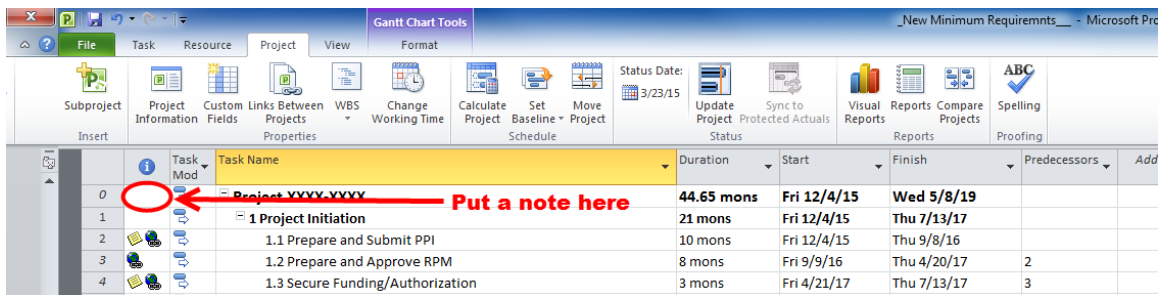 Gantt Chart Tools
_New Minimum Requiremnts__ - Microsoft Pro
File Task Resource Project View Format
Subproject
Project Information
Custom Fields
Links Between Projects
WBS
Change Working Time
Calculate Project
Set Baseline
Move Project
Status Date:
3/23/15
Update Project
Sync to Protected Actuals
Visual Reports
Reports
Compare Projects
ABC
Spelling
Insert Properties Schedule Status Reports Proofing
Task Mod Task Name Duration Start Finish Predecessors Add
0 Project XXXX-XXXX 44.65 mons Fri 12/4/15 Wed 5/8/19
Put a note here
1 1 Project Initiation 21 mons Fri 12/4/15 Thu 7/13/17
2 1.1 Prepare and Submit PPI 10 mons Fri 12/4/15 Thu 9/8/16
3 1.2 Prepare and Approve RPM 8 mons Fri 9/9/16 Thu 4/20/17 2
4 1.3 Secure Funding/Authorization 3 mons Fri 4/21/17 Thu 7/13/17 3